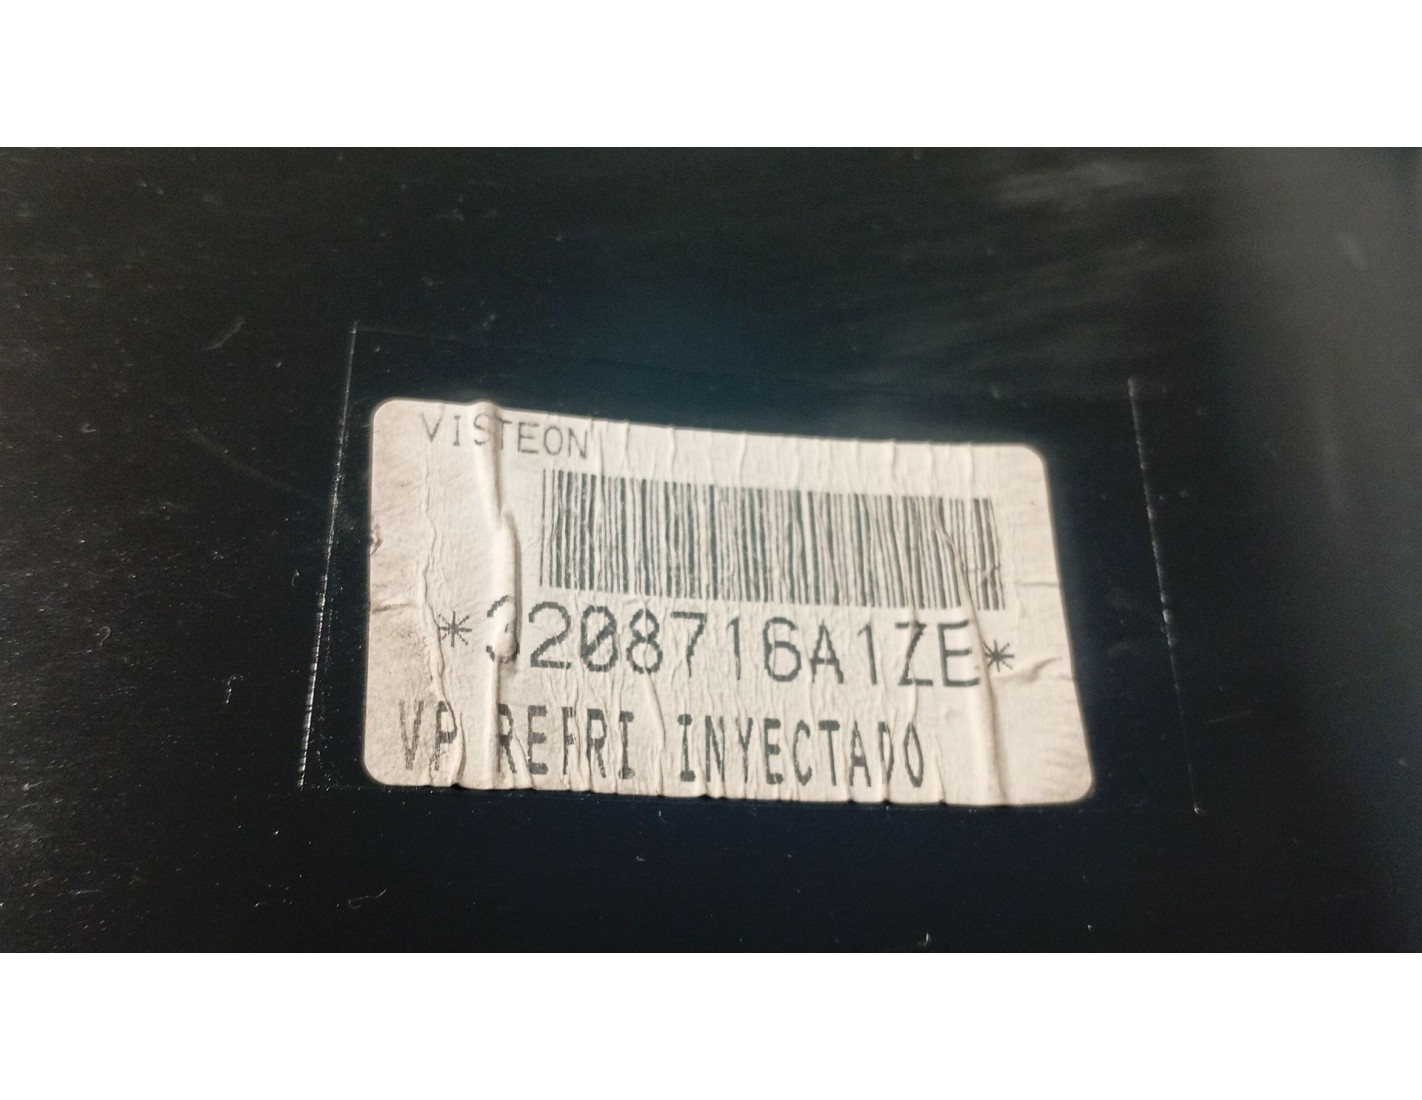 VISTEON
*3208716A1ZE*
VP REFRI INYECTADO